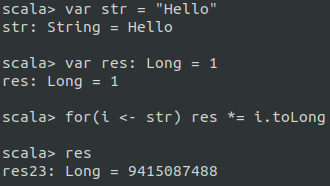 scala> var str = "Hello"
str: String = Hello
scala> var res: Long = 1
res: Long = 1
scala> for(i <- str) res *= i.toLong
scala> res
res23: Long = 9415087488